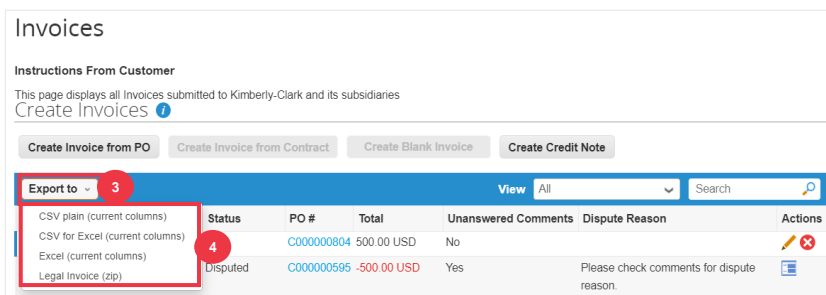 Invoices
Instructions From Customer
This page displays all Invoices submitted to Kimberly-Clark and its subsidiaries
Create Invoices i
Create Invoice from PO Create Invoice from Contract Create Blank Invoice Create Credit Note
Export to 3 View All Search
CSV plain (current columns)
CSV for Excel (current columns)
Excel (current columns)
Legal Invoice (zip)
4
Status PO # Total Unanswered Comments Dispute Reason Actions
C000000804 500.00 USD No
Disputed C000000595 -500.00 USD Yes Please check comments for dispute
reason.